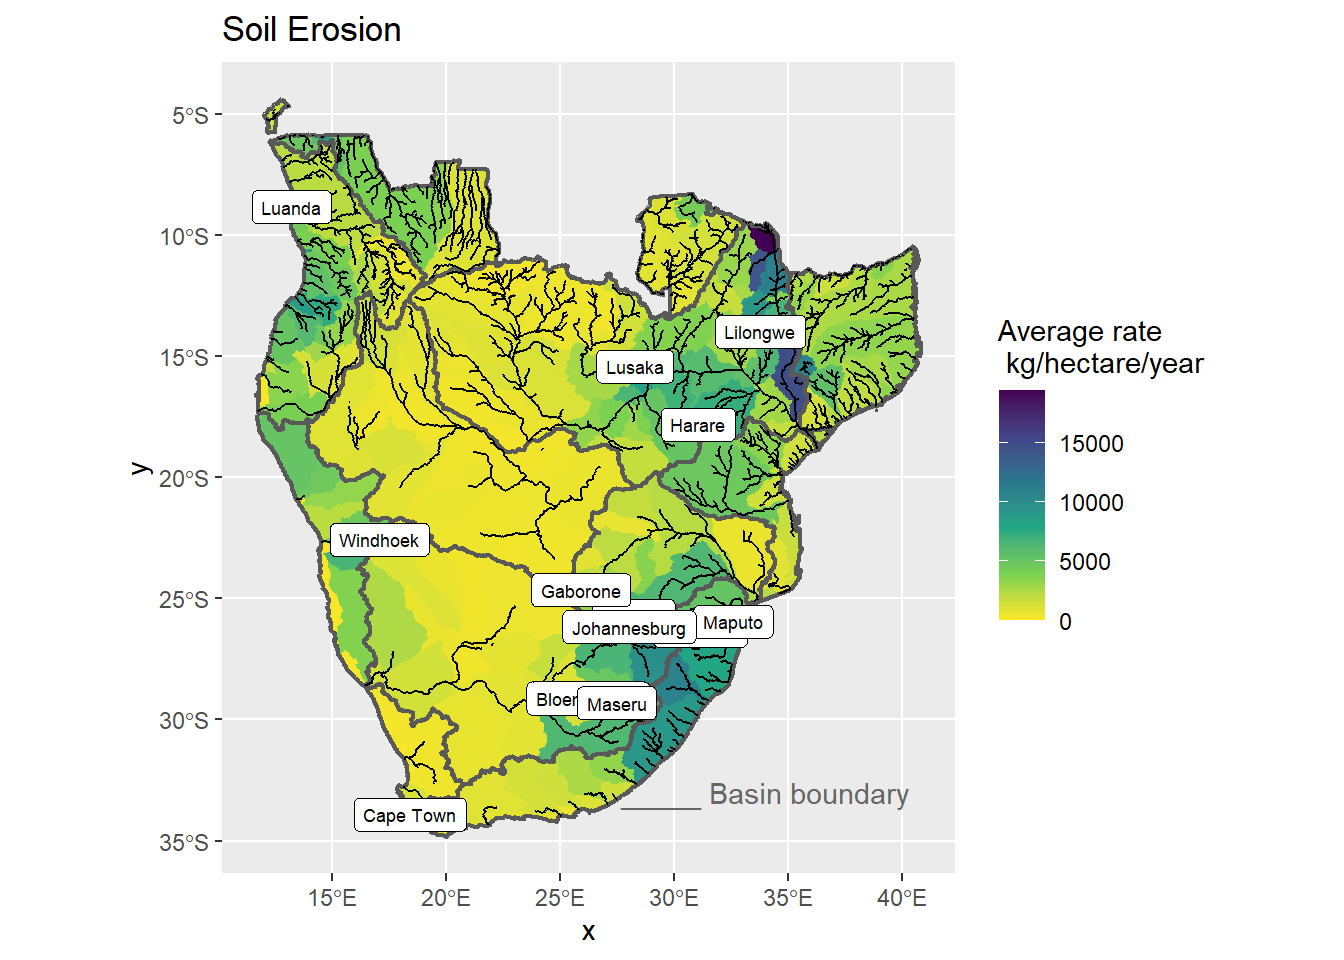 Soil Erosion
5°S
10°S
15°S
20°S
25°S
30°S
35°S
y
Luanda
Lilongwe
Lusaka
Harare
Windhoek
Gaborone
Johannesburg
Maputo
Maseru
Cape Town
Basin boundary
15°E
20°E
25°E
30°E
35°E
40°E
x
Average rate
kg/hectare/year
15000
10000
5000
0